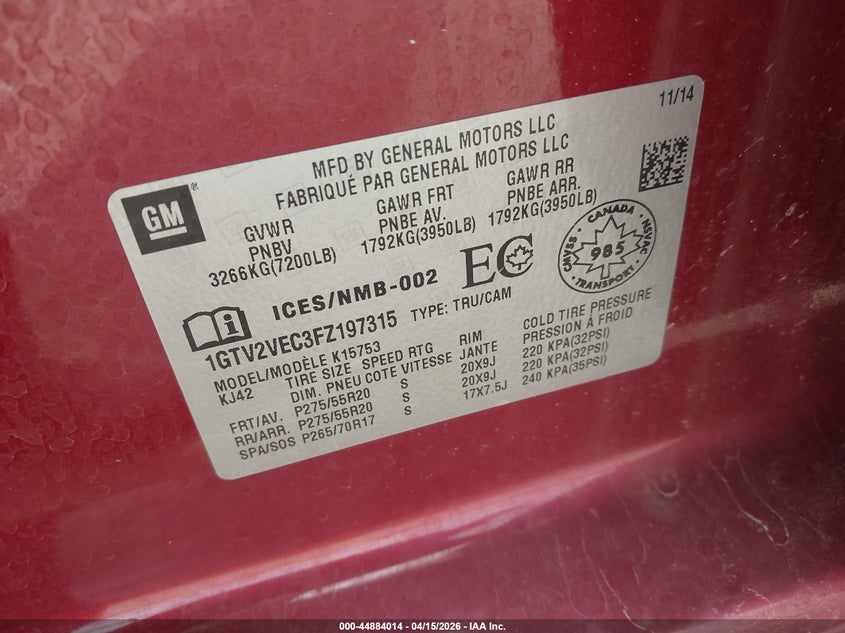 11/14
MFD BY GENERAL MOTORS LLC
FABRIQUÉ PAR GENERAL MOTORS LLC
GM®
GVWR GAWR FRT GAWR RR
PNBV PNBE AV. PNBE ARR.
3266KG(7200LB) 1792KG(3950LB) 1792KG(3950LB)
ICES/NMB-002 EC
CANADA
CMVSS 985 NSVAC
TRANSPORT
1GTV2VEC3FZ197315 TYPE: TRU/CAM
MODEL/MODÈLE K15753
KJ42 TIRE SIZE SPEED RTG RIM COLD TIRE PRESSURE
DIM. PNEU COTE VITESSE JANTE PRESSION À FROID
FRT/AV. P275/55R20 S 20X9J 220 KPA(32PSI)
RR/ARR. P275/55R20 S 20X9J 220 KPA(32PSI)
SPA/SOS P265/70R17 S 17X7.5J 240 KPA(35PSI)
000-44884014 - 04/15/2026 - IAA Inc.